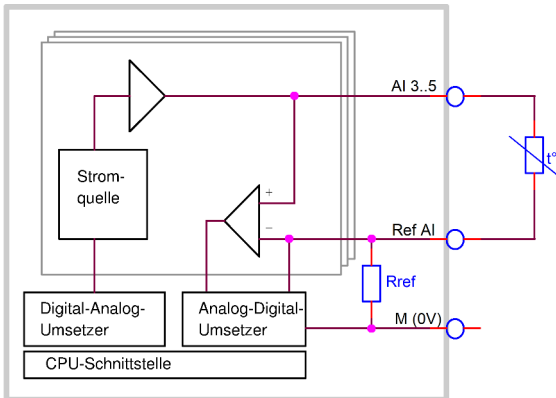 AI 3..5
Strom-
quelle
t°
+
−
Ref AI
Digital-Analog-
Umsetzer
Analog-Digital-
Umsetzer
Rref
M (0V)
CPU-Schnittstelle